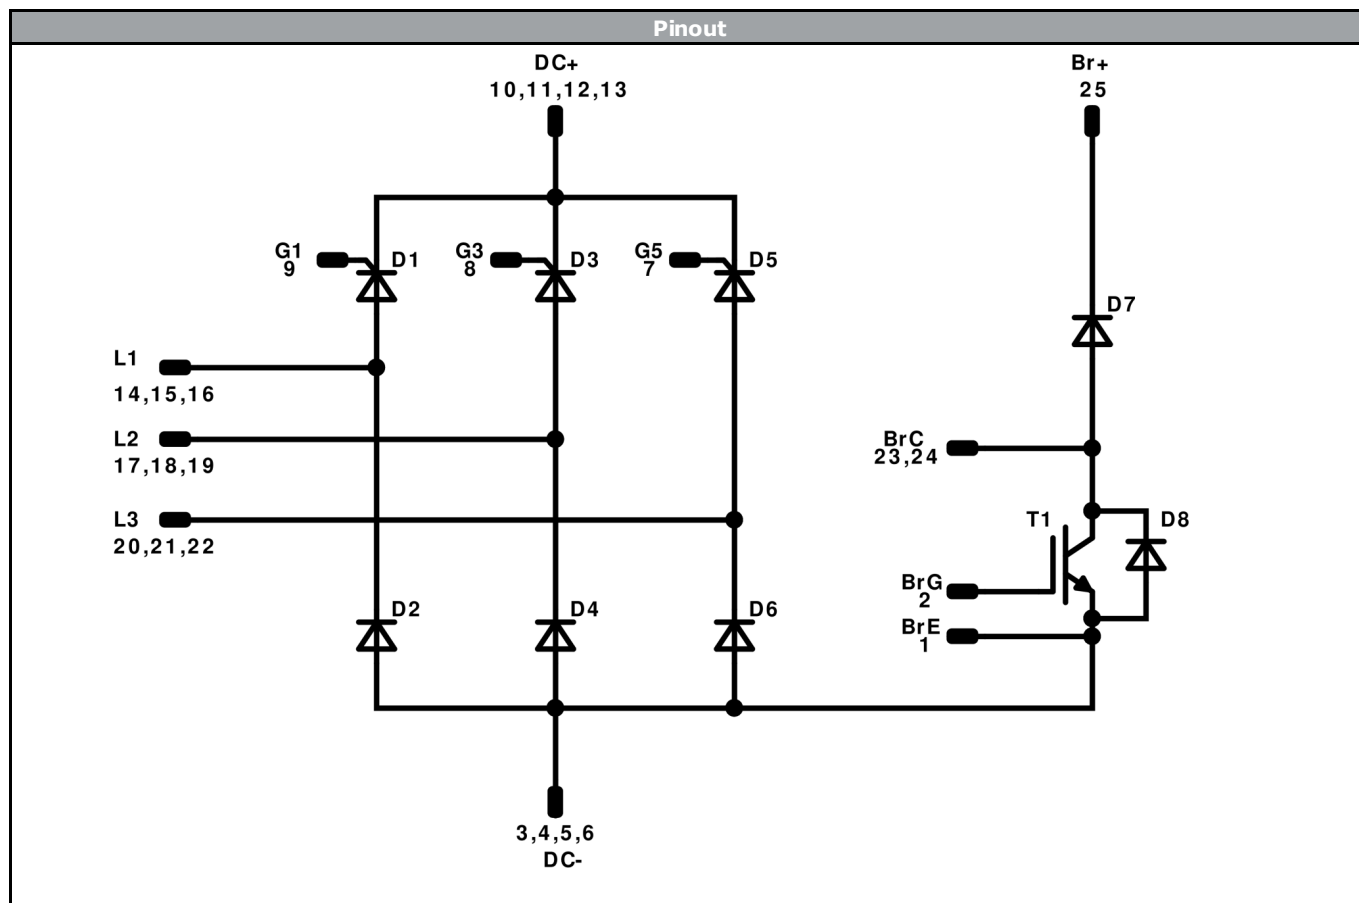 Pinout
DC+
10,11,12,13
Br+
25
G1
9
D1
G3
8
D3
G5
7
D5
D7
L1
14,15,16
L2
17,18,19
BrC
23,24
L3
20,21,22
T1
D8
BrG
2
BrE
1
D2
D4
D6
3,4,5,6
DC-